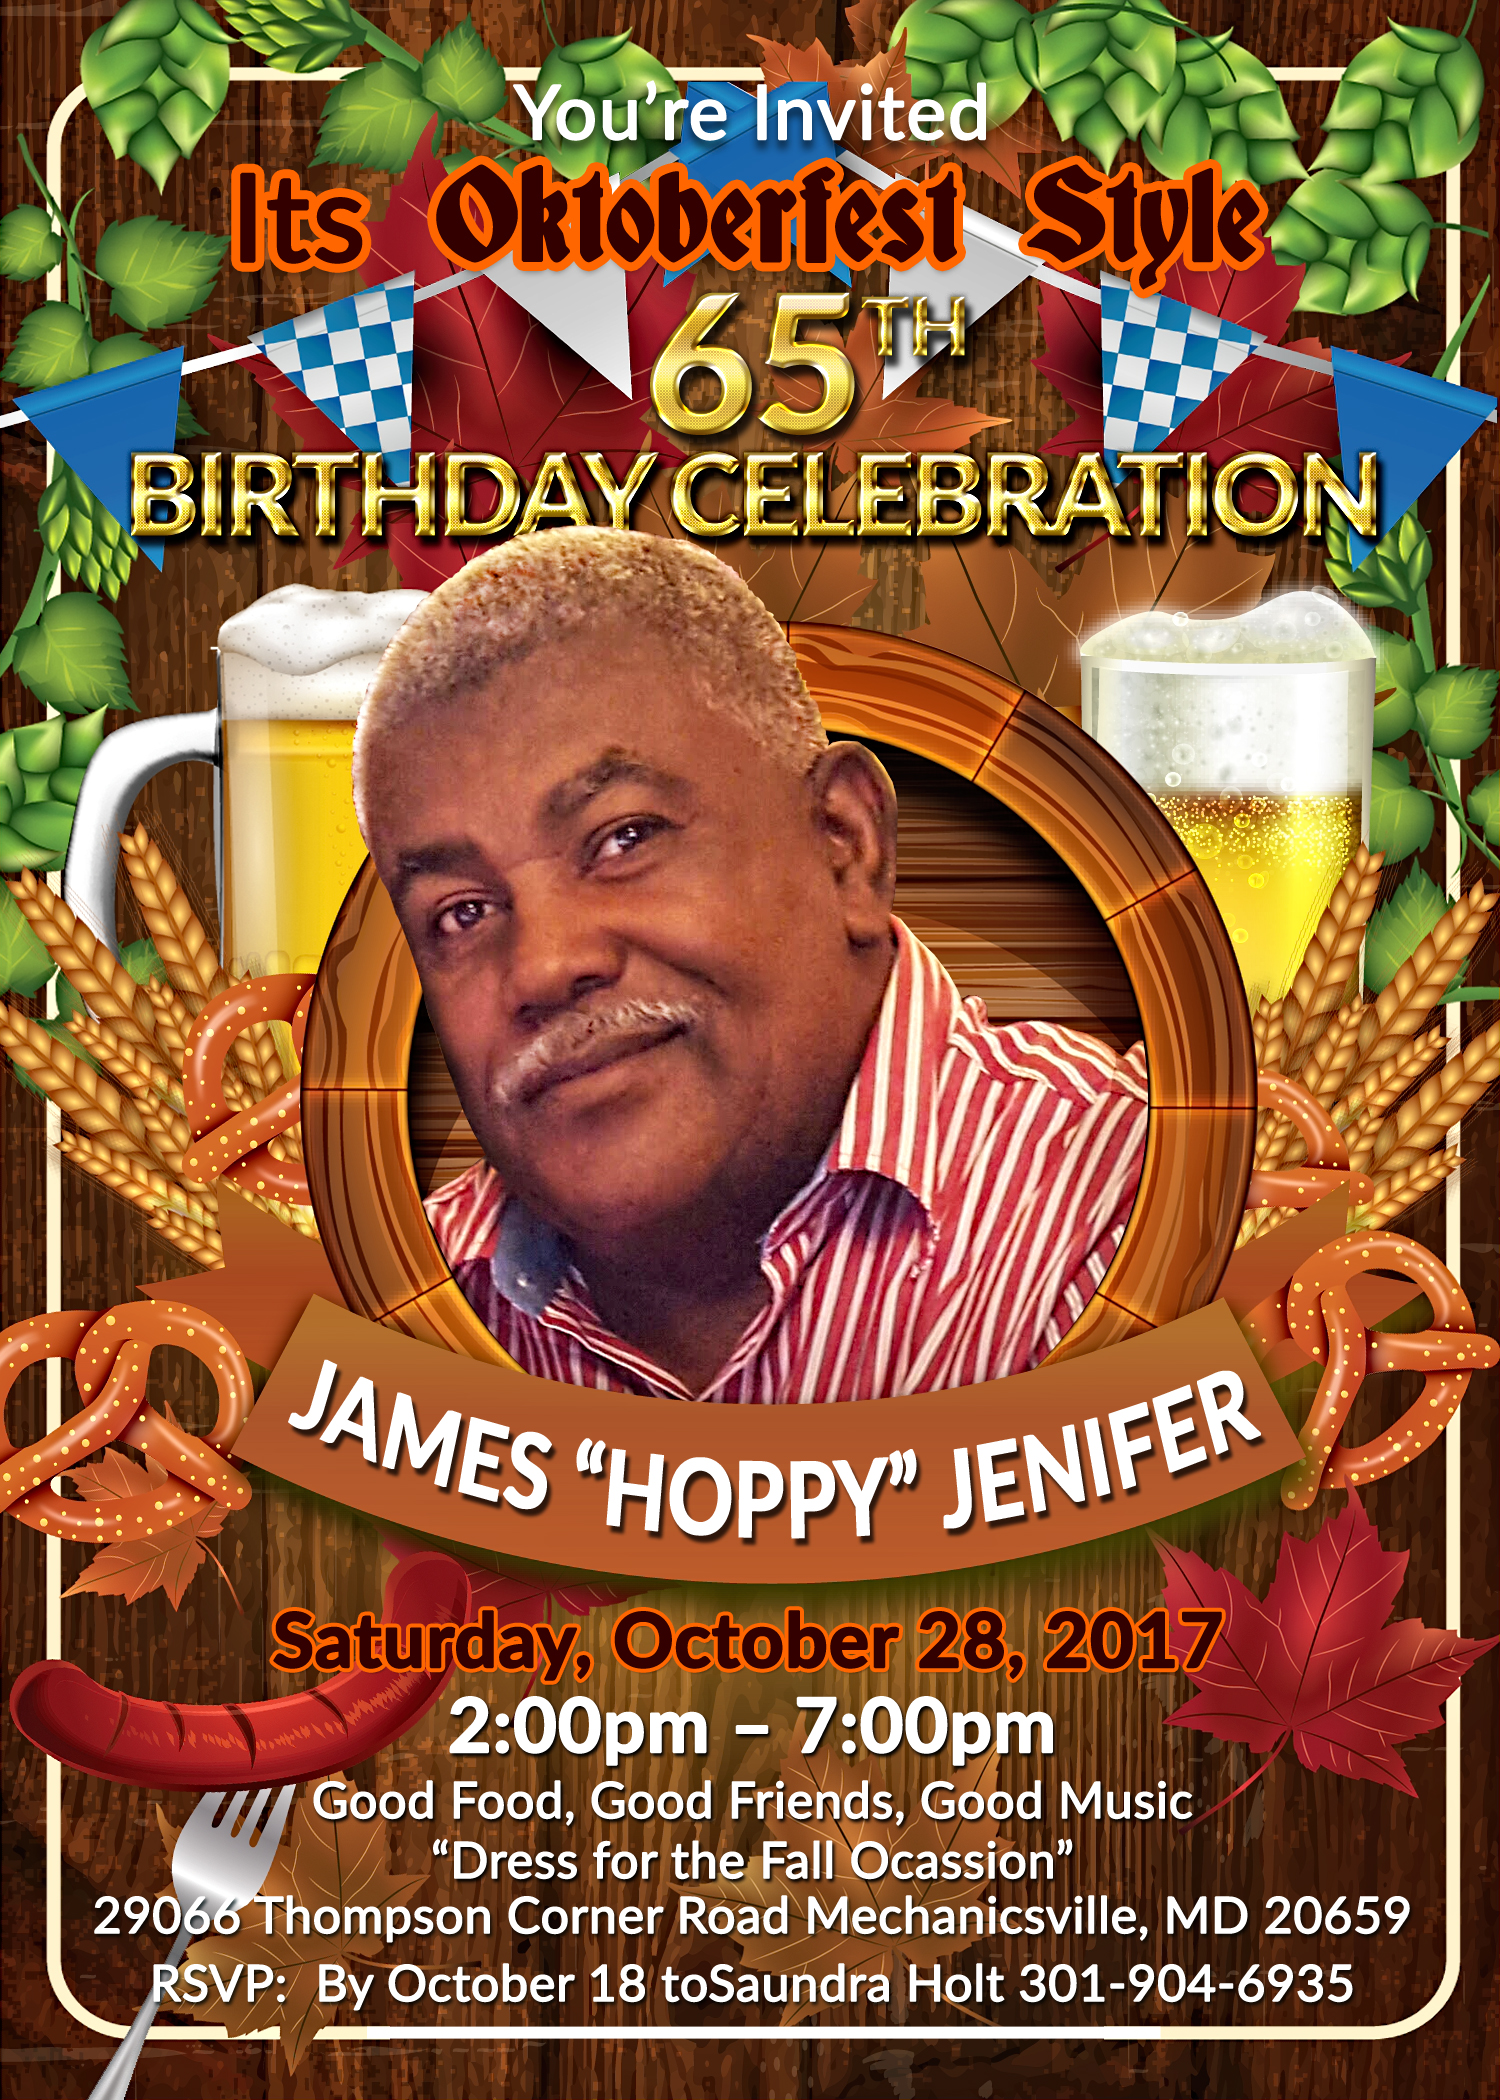 You're Invited
Its Oktoberfest Style
65TH
BIRTHDAY CELEBRATION
JAMES “HOPPY” JENIFER
Saturday, October 28, 2017
2:00pm – 7:00pm
Good Food, Good Friends, Good Music
“Dress for the Fall Ocassion”
29066 Thompson Corner Road Mechanicsville, MD 20659
RSVP:  By October 18 toSaundra Holt 301-904-6935